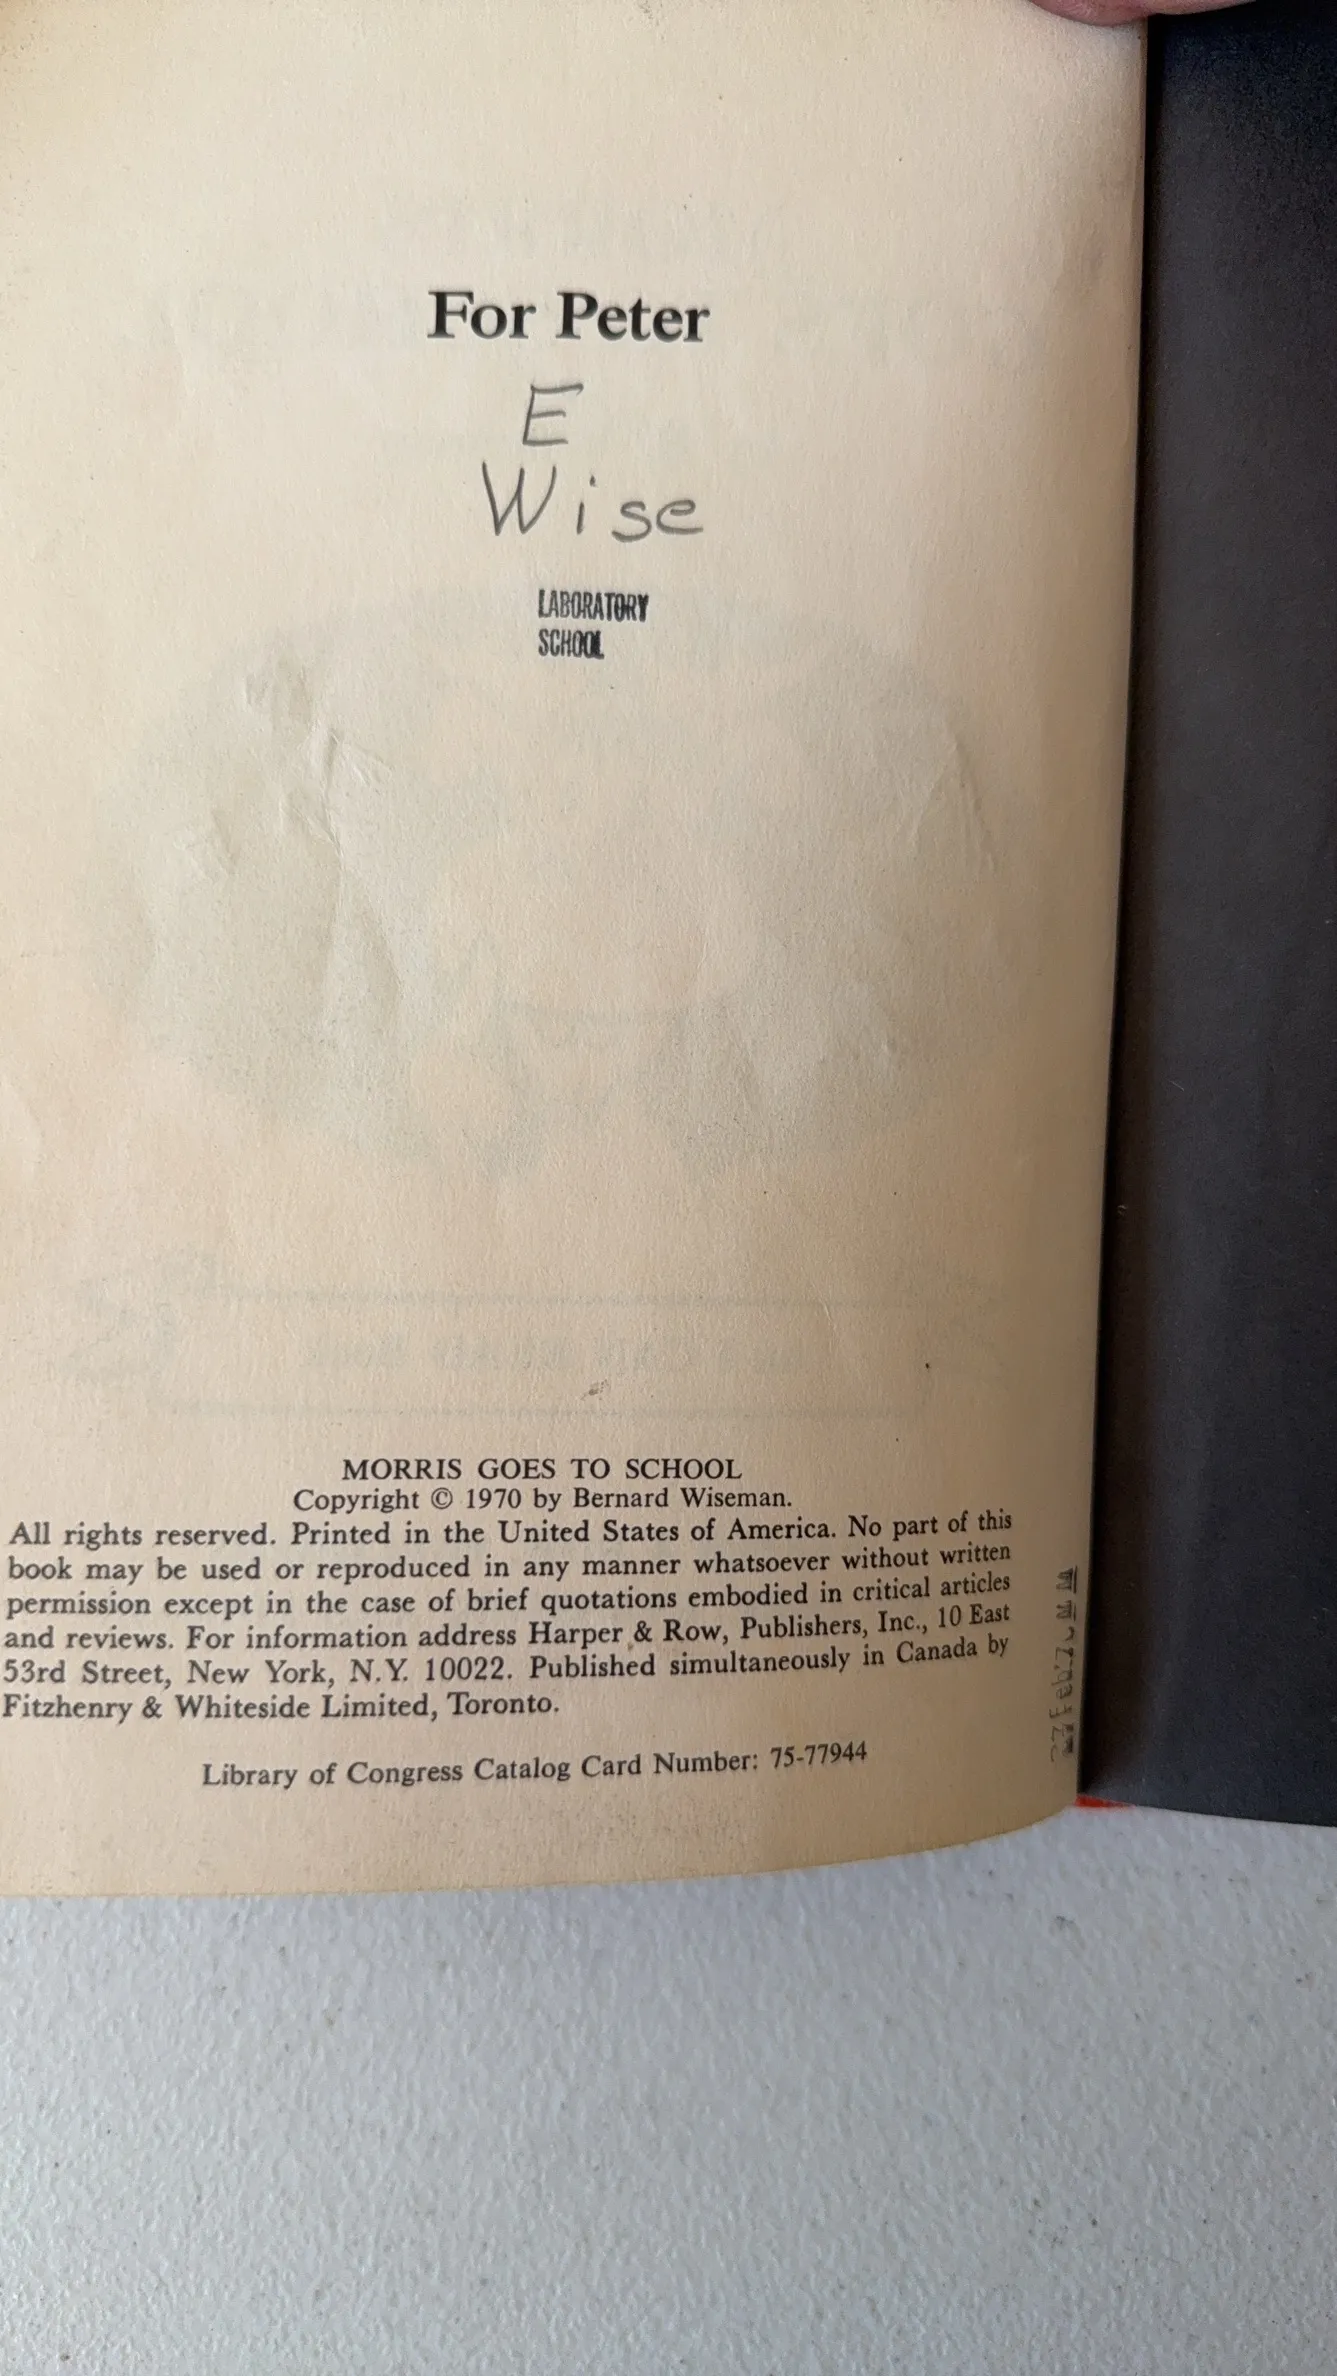 For Peter
E
Wise
LABORATORY
SCHOOL
MORRIS GOES TO SCHOOL
Copyright © 1970 by Bernard Wiseman.
All rights reserved. Printed in the United States of America. No part of this
book may be used or reproduced in any manner whatsoever without written
permission except in the case of brief quotations embodied in critical articles
and reviews. For information address Harper & Row, Publishers, Inc., 10 East
53rd Street, New York, N.Y. 10022. Published simultaneously in Canada by
Fitzhenry & Whiteside Limited, Toronto.
Library of Congress Catalog Card Number: 75-77944